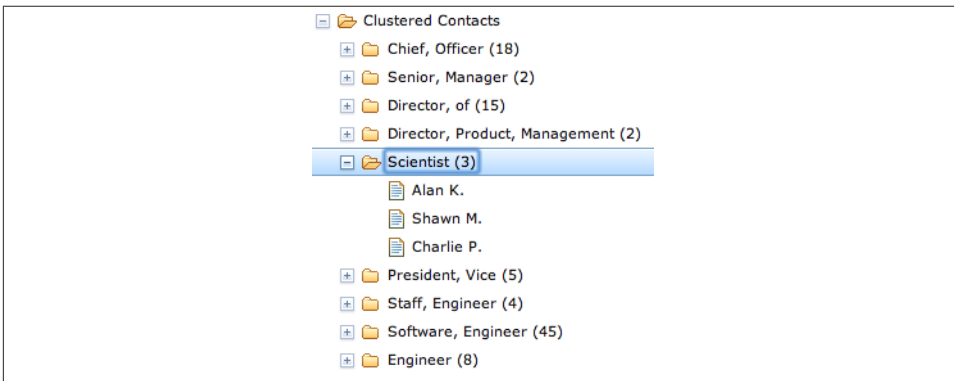 Clustered Contacts
Chief, Officer (18)
Senior, Manager (2)
Director, of (15)
Director, Product, Management (2)
Scientist (3)
Alan K.
Shawn M.
Charlie P.
President, Vice (5)
Staff, Engineer (4)
Software, Engineer (45)
Engineer (8)